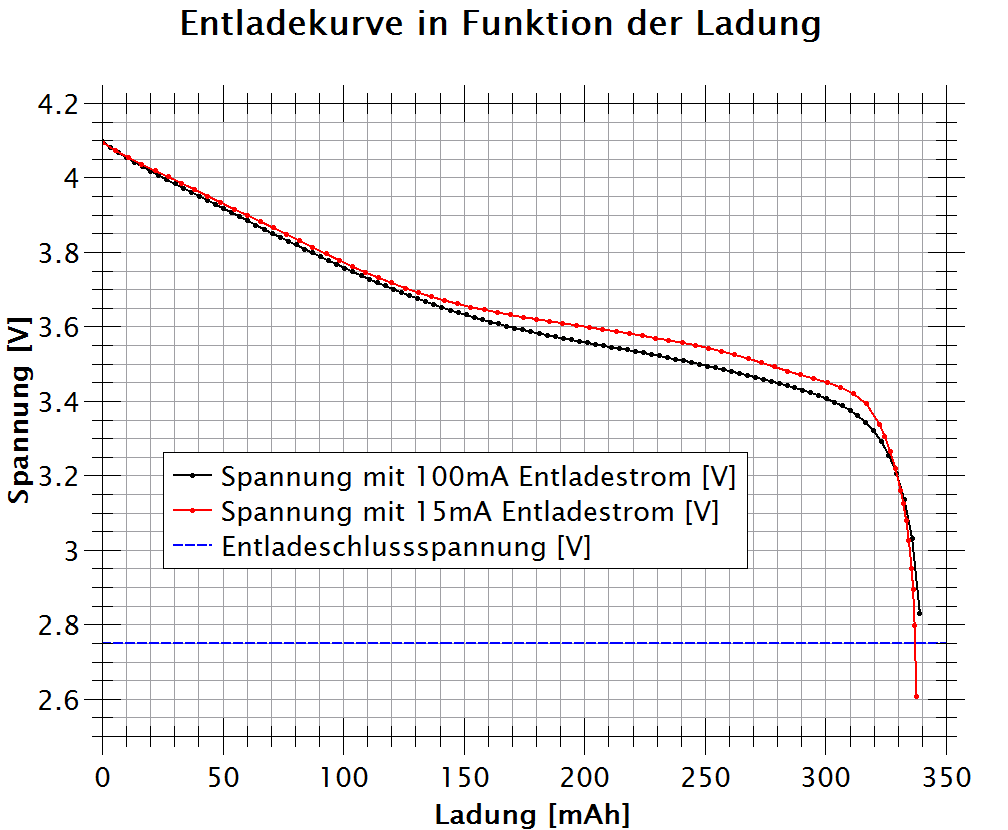 Entladekurve in Funktion der Ladung
4.2
4
3.8
3.6
3.4
3.2
3
2.8
2.6
Spannung [V]
Spannung mit 100mA Entladestrom [V]
Spannung mit 15mA Entladestrom [V]
Entladeschlussspannung [V]
0 50 100 150 200 250 300 350
Ladung [mAh]